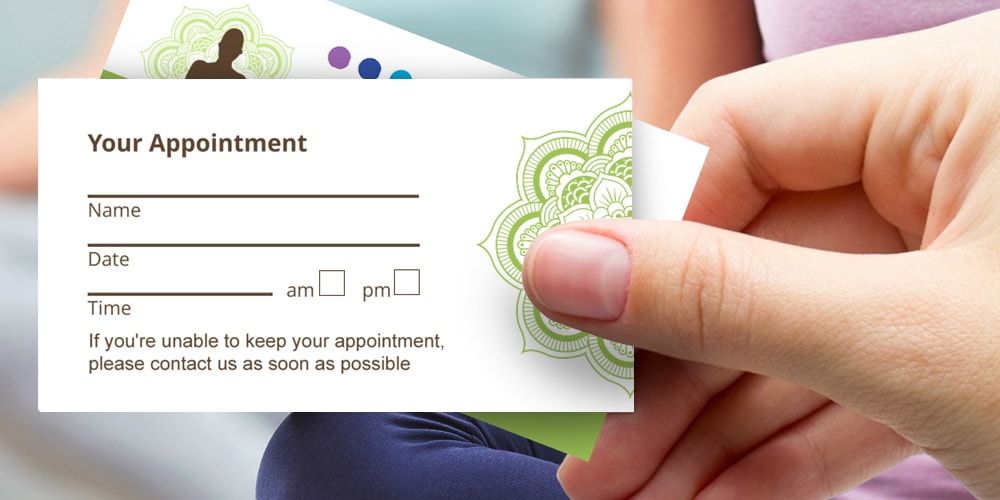 Your Appointment
Name
Date
am pm
Time
If you're unable to keep your appointment,
please contact us as soon as possible